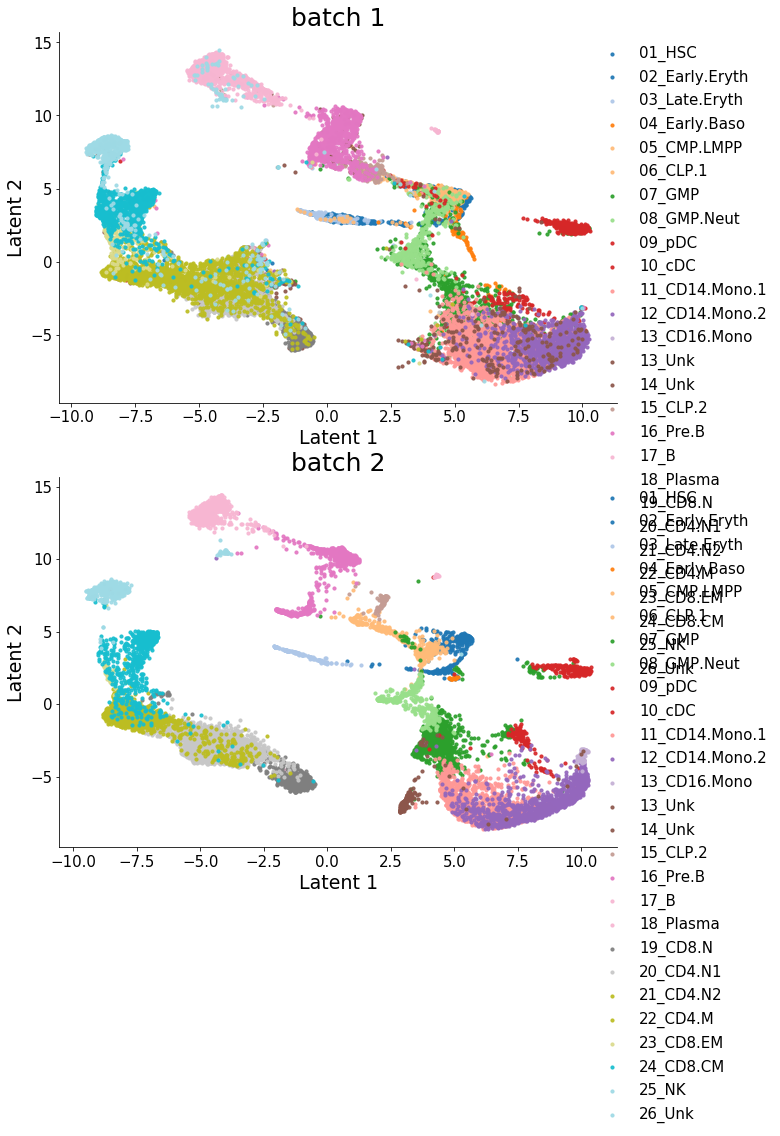 batch 1
15
10
5
0
−5
Latent 2
−10.0 −7.5 −5.0 −2.5 0.0 2.5 5.0 7.5 10.0
Latent 1
01_HSC
02_Early.Eryth
03_Late.Eryth
04_Early.Baso
05_CMP.LMPP
06_CLP.1
07_GMP
08_GMP.Neut
09_pDC
10_cDC
11_CD14.Mono.1
12_CD14.Mono.2
13_CD16.Mono
13_Unk
14_Unk
15_CLP.2
16_Pre.B
17_B
18_Plasma
19_CD8.N
20_CD4.N1
21_CD4.N2
22_CD4.M
23_CD8.EM
24_CD8.CM
25_NK
26_Unk
batch 2
15
10
5
0
−5
Latent 2
−10.0 −7.5 −5.0 −2.5 0.0 2.5 5.0 7.5 10.0
Latent 1
01_HSC
02_Early.Eryth
03_Late.Eryth
04_Early.Baso
05_CMP.LMPP
06_CLP.1
07_GMP
08_GMP.Neut
09_pDC
10_cDC
11_CD14.Mono.1
12_CD14.Mono.2
13_CD16.Mono
13_Unk
14_Unk
15_CLP.2
16_Pre.B
17_B
18_Plasma
19_CD8.N
20_CD4.N1
21_CD4.N2
22_CD4.M
23_CD8.EM
24_CD8.CM
25_NK
26_Unk